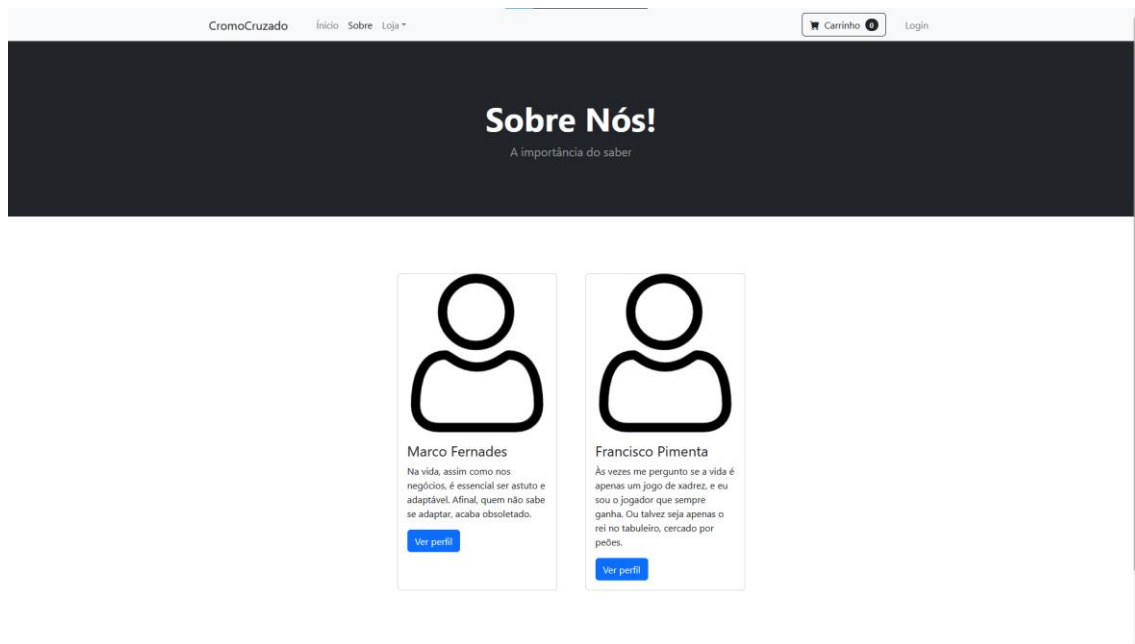 CromoCruzado Ínicio Sobre Loja Carrinho 0 Login
Sobre Nós!
A importância do saber
Marco Fernades
Na vida, assim como nos
negócios, é essencial ser astuto e
adaptável. Afinal, quem não sabe
se adaptar, acaba obsoletado.
Ver perfil
Francisco Pimenta
Às vezes me pergunto se a vida é
apenas um jogo de xadrez, e eu
sou o jogador que sempre
ganha. Ou talvez seja apenas o
rei no tabuleiro, cercado por
peões.
Ver perfil